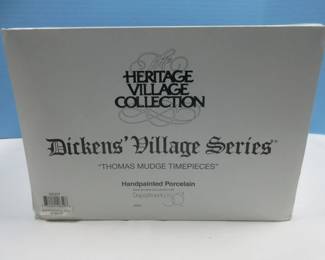 The
HERITAGE
VILLAGE
COLLECTION
Dickens' Village Series
"THOMAS MUDGE TIMEPIECES"
Handpainted Porcelain
Department 56